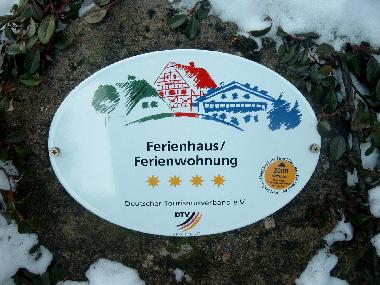 Ferienhaus/
Ferienwohnung
Deutscher Tourismusverband e.V.
DTV